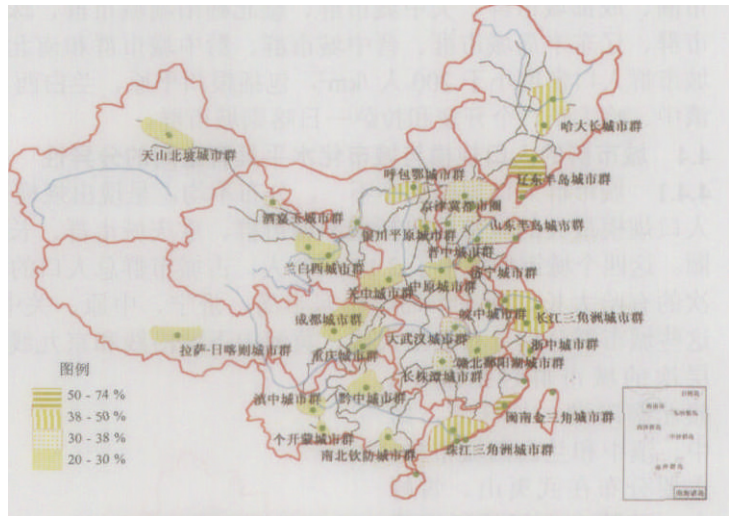 哈大长城市群
天山北坡城市群
呼包鄂城市群
辽东半岛城市群
京津冀都市圈
酒嘉玉城市群
银川平原城市群
山东半岛城市群
晋中城市群
兰白西城市群
济宁城市群
关中城市群
中原城市群
皖中城市群
长江三角洲城市群
成都城市群
大武汉城市群
浙中城市群
拉萨-日喀则城市群
重庆城市群
赣北鄱阳湖城市群
图例
长株潭城市群
50 - 74 %
滇中城市群
黔中城市群
38 - 50 %
闽南金三角城市群
30 - 38 %
个开蒙城市群
珠江三角洲城市群
20 - 30 %
南北钦防城市群
南海诸岛